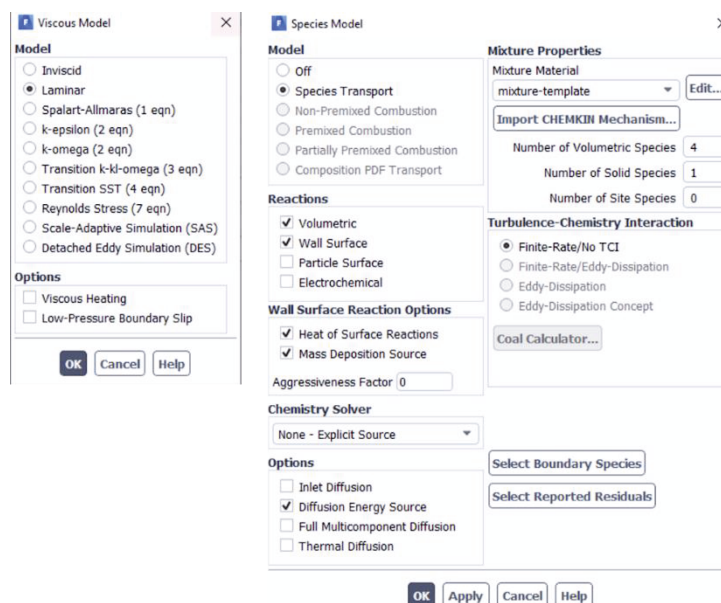 Viscous Model
Model
Inviscid
Laminar
Spalart-Allmaras (1 eqn)
k-epsilon (2 eqn)
k-omega (2 eqn)
Transition k-kl-omega (3 eqn)
Transition SST (4 eqn)
Reynolds Stress (7 eqn)
Scale-Adaptive Simulation (SAS)
Detached Eddy Simulation (DES)
Options
Viscous Heating
Low-Pressure Boundary Slip
OK Cancel Help
Species Model
Model
Off
Species Transport
Non-Premixed Combustion
Premixed Combustion
Partially Premixed Combustion
Composition PDF Transport
Reactions
Volumetric
Wall Surface
Particle Surface
Electrochemical
Wall Surface Reaction Options
Heat of Surface Reactions
Mass Deposition Source
Aggressiveness Factor 0
Chemistry Solver
None - Explicit Source
Options
Inlet Diffusion
Diffusion Energy Source
Full Multicomponent Diffusion
Thermal Diffusion
Mixture Properties
Mixture Material
mixture-template Edit...
Import CHEMKIN Mechanism...
Number of Volumetric Species 4
Number of Solid Species 1
Number of Site Species 0
Turbulence-Chemistry Interaction
Finite-Rate/No TCI
Finite-Rate/Eddy-Dissipation
Eddy-Dissipation
Eddy-Dissipation Concept
Coal Calculator...
Select Boundary Species
Select Reported Residuals
OK Apply Cancel Help